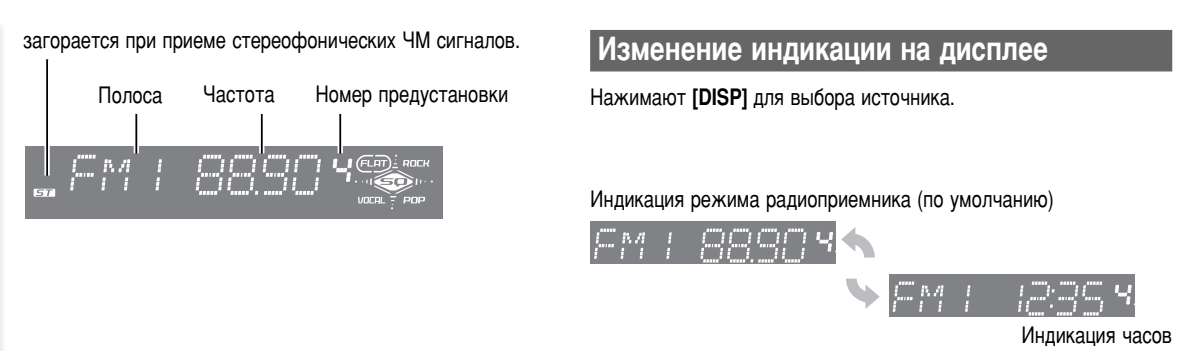 загорается при приеме стереофонических ЧМ сигналов.
Полоса Частота Номер предустановки
ST FM 1 88.90 4 FLAT ROCK
SQ
VOCAL POP
Изменение индикации на дисплее
Нажимают [DISP] для выбора источника.
Индикация режима радиоприемника (по умолчанию)
FM 1 88.90 4
FM 1 12:35 4
Индикация часов